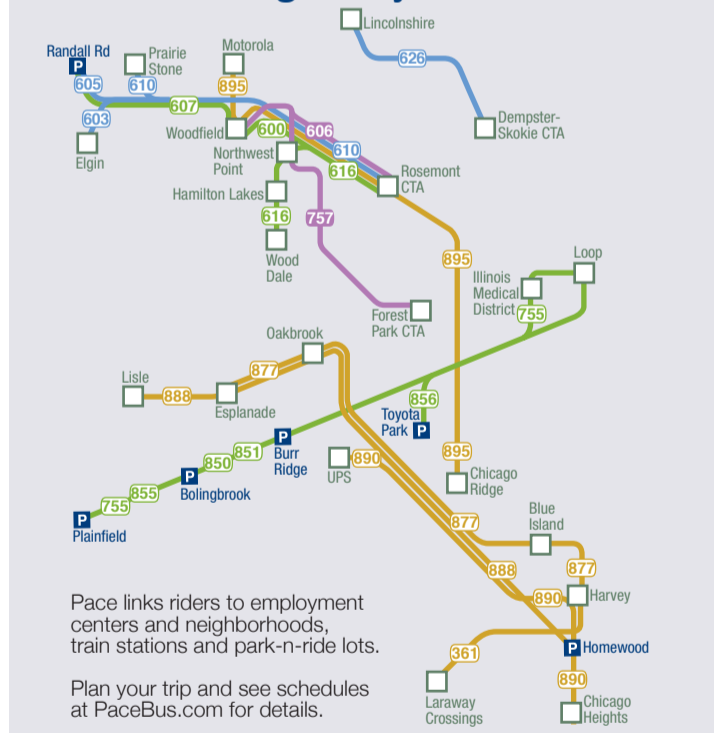 Lincolnshire
626
Dempster-
Skokie CTA
Randall Rd
P
Prairie
Stone
Motorola
605
610
895
607
603
Elgin
Woodfield
600
606
610
616
Northwest
Point
Rosemont
CTA
Hamilton Lakes
616
757
Wood
Dale
895
Loop
Illinois
Medical
District
755
Forest
Park CTA
Oakbrook
877
Lisle
888
Esplanade
856
Toyota
Park
P
P
Burr
Ridge
851
850
P
Bolingbrook
855
755
P
Plainfield
UPS
890
895
Chicago
Ridge
877
Blue
Island
888
877
890
Harvey
P
Homewood
361
890
Laraway
Crossings
Chicago
Heights
Pace links riders to employment
centers and neighborhoods,
train stations and park-n-ride lots.
Plan your trip and see schedules
at PaceBus.com for details.